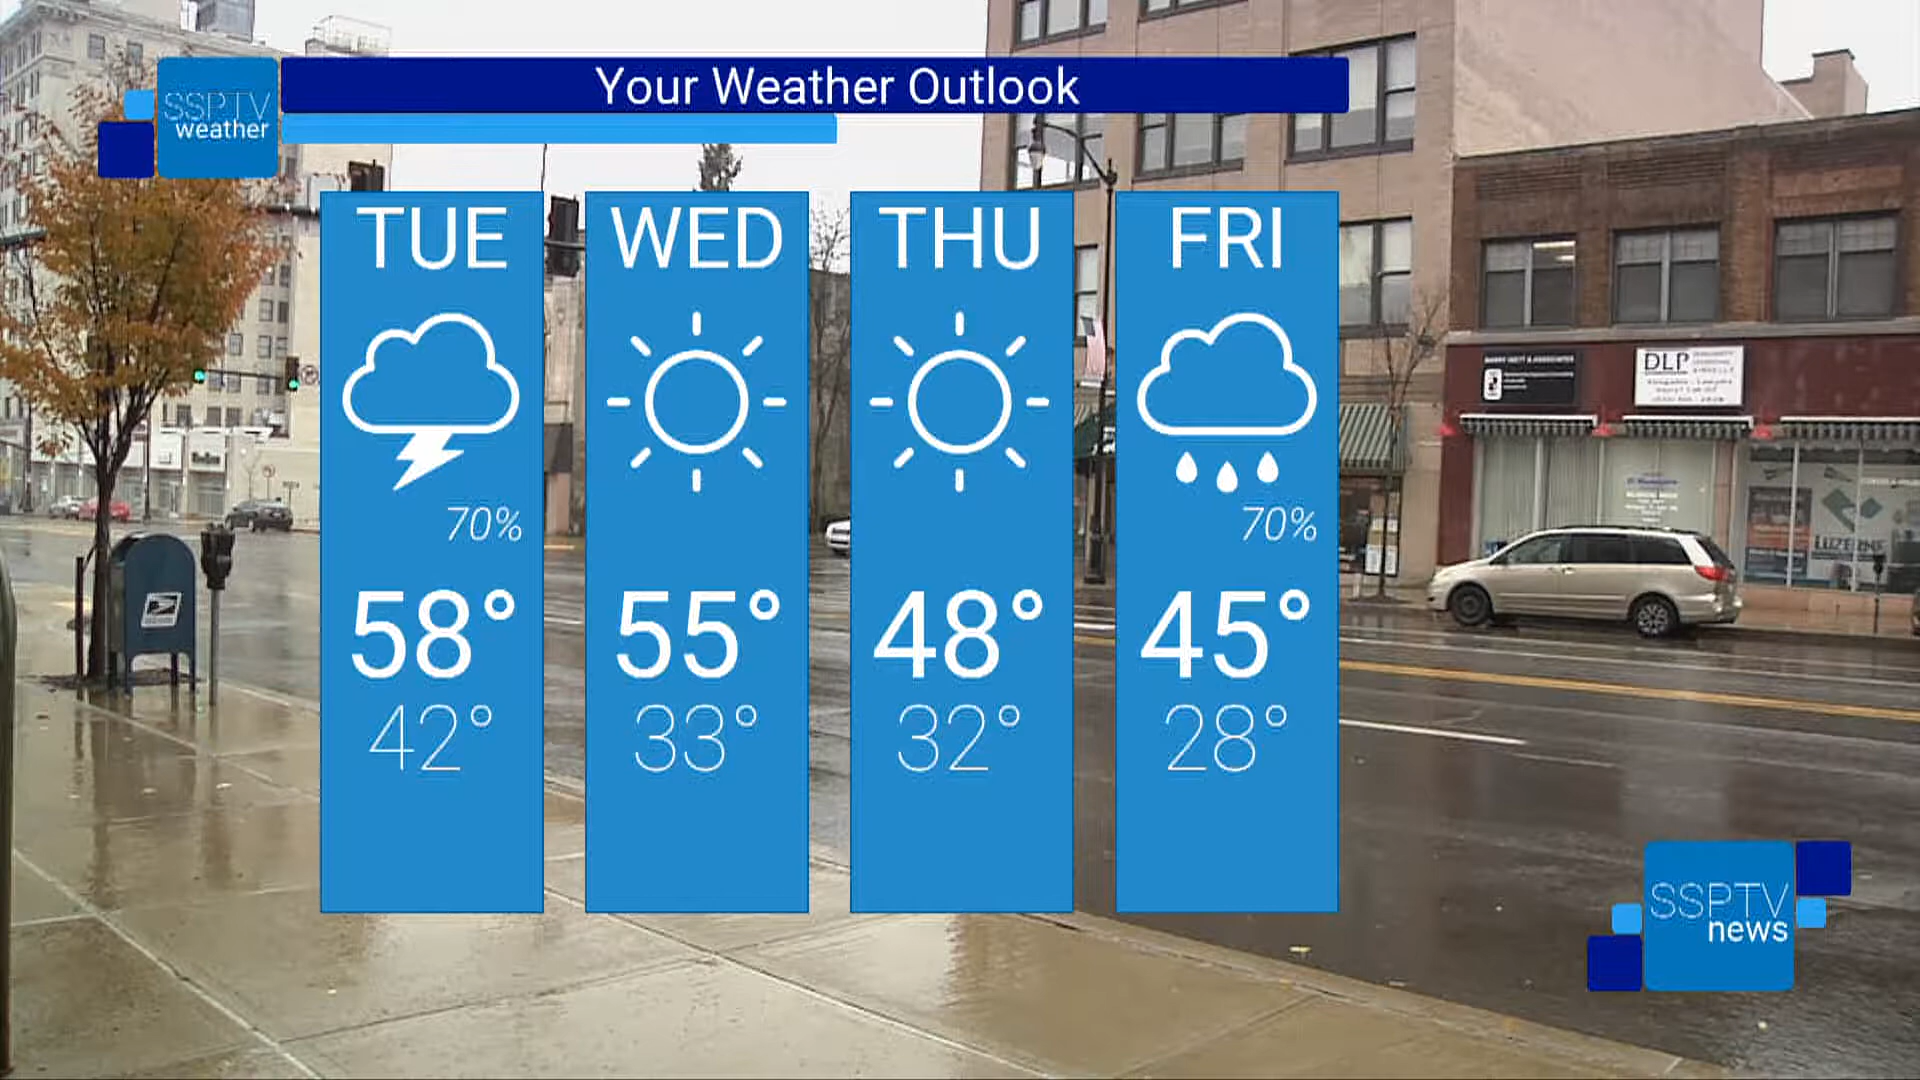 Your Weather Outlook
SSPTV
weather
TUE
70%
58°
42°
WED
55°
33°
THU
48°
32°
FRI
70%
45°
28°
DLP
LUZERNE
SSPTV
news